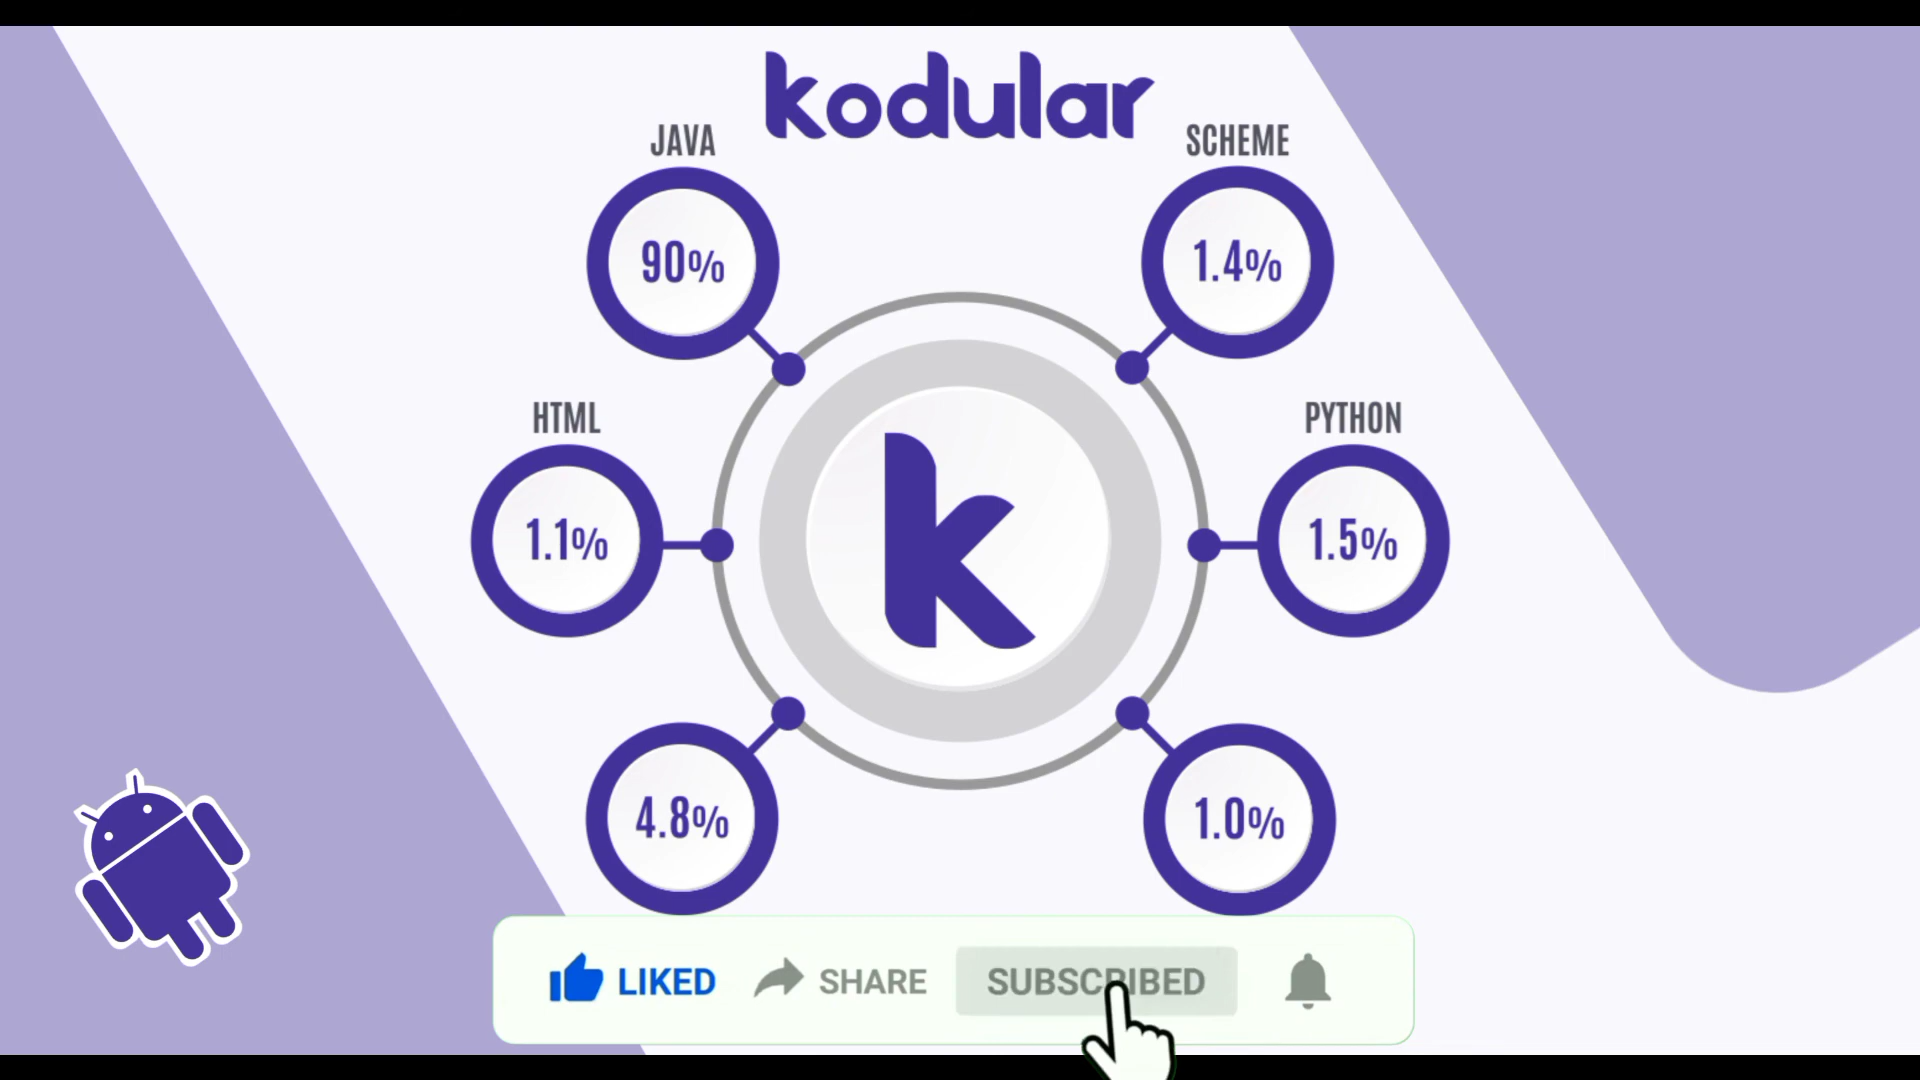 kodular
JAVA
SCHEME
90%
1.4%
HTML
PYTHON
1.1%
k
1.5%
4.8%
1.0%
LIKED
SHARE
SUBSCRIBED